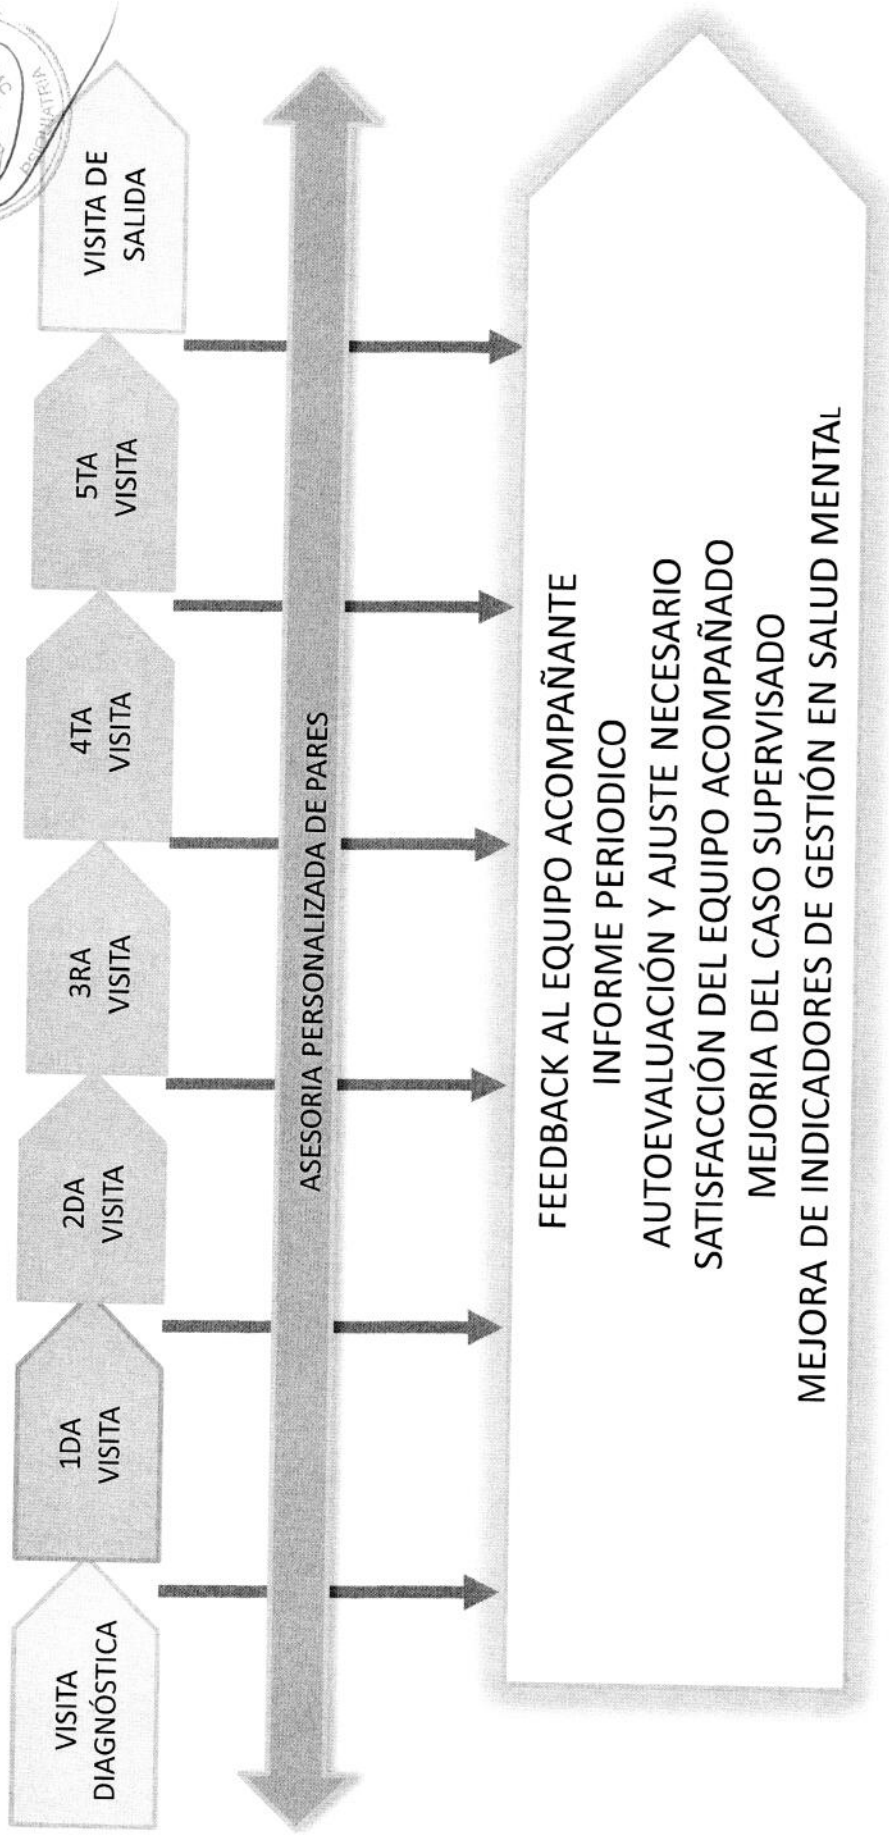 VISITA
DIAGNÓSTICA
1DA
VISITA
2DA
VISITA
3RA
VISITA
4TA
VISITA
5TA
VISITA
VISITA DE
SALIDA
PSIQUIATRIA
ASESORIA PERSONALIZADA DE PARES
FEEDBACK AL EQUIPO ACOMPAÑANTE
INFORME PERIODICO
AUTOEVALUACIÓN Y AJUSTE NECESARIO
SATISFACCIÓN DEL EQUIPO ACOMPAÑADO
MEJORIA DEL CASO SUPERVISADO
MEJORA DE INDICADORES DE GESTIÓN EN SALUD MENTAL